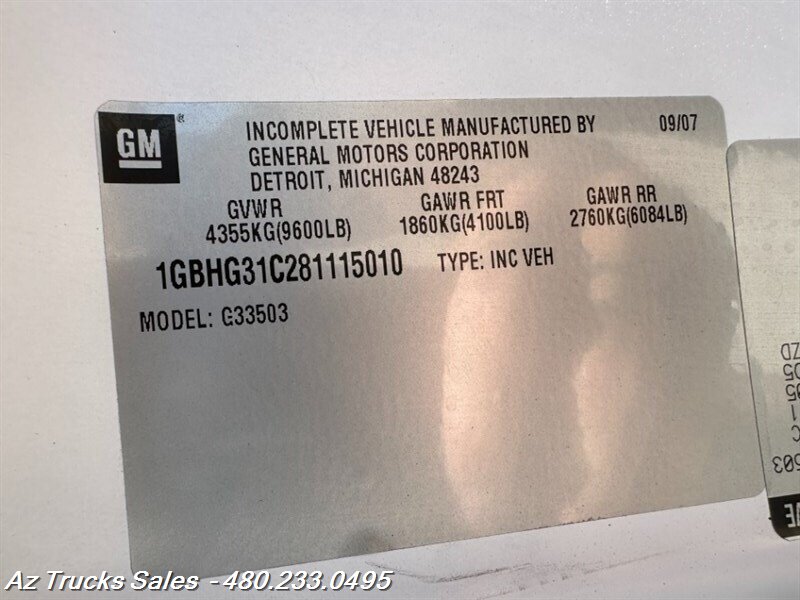 GM®
INCOMPLETE VEHICLE MANUFACTURED BY 09/07
GENERAL MOTORS CORPORATION
DETROIT, MICHIGAN 48243
GVWR GAWR FRT GAWR RR
4355KG(9600LB) 1860KG(4100LB) 2760KG(6084LB)
1GBHG31C281115010 TYPE: INC VEH
MODEL: G33503
Az Trucks Sales - 480.233.0495